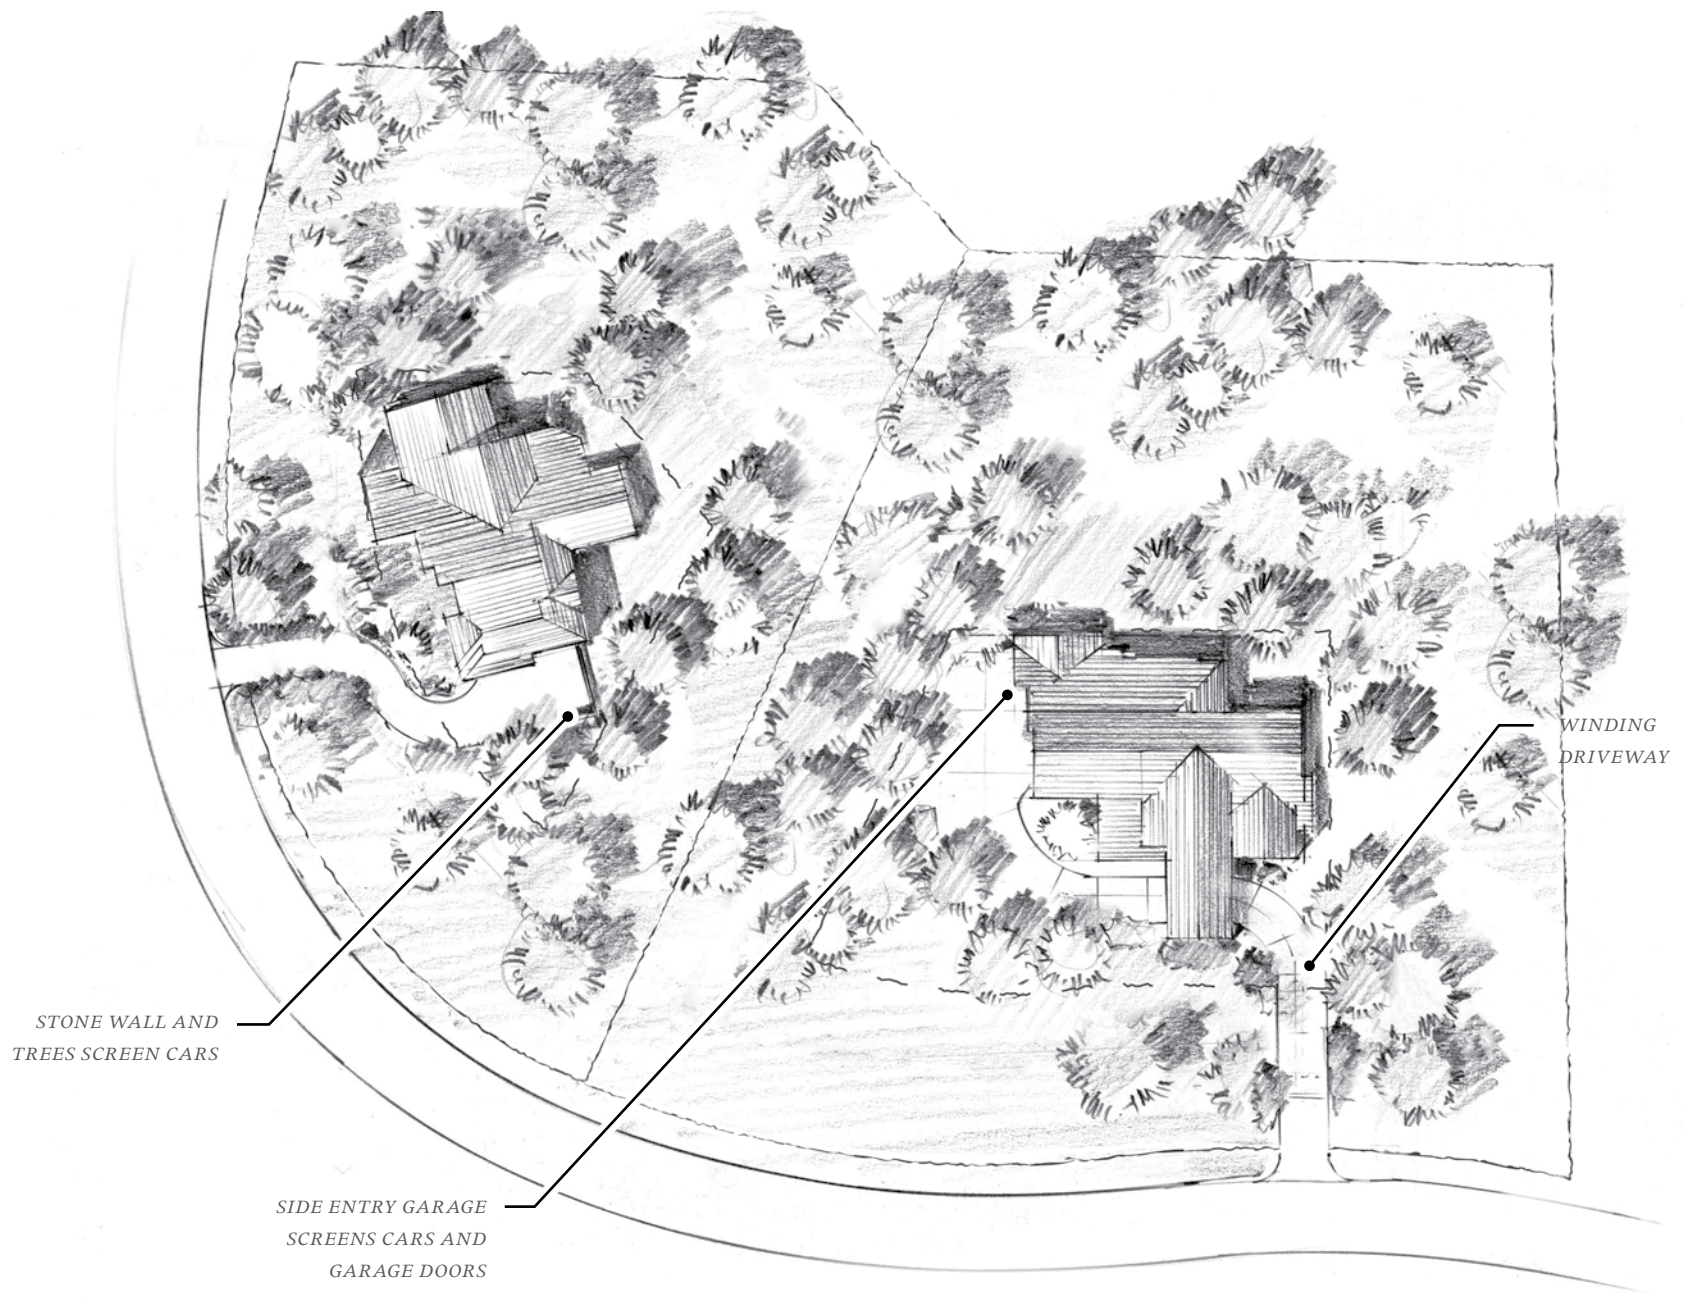 WINDING
DRIVEWAY
STONE WALL AND
TREES SCREEN CARS
SIDE ENTRY GARAGE
SCREENS CARS AND
GARAGE DOORS